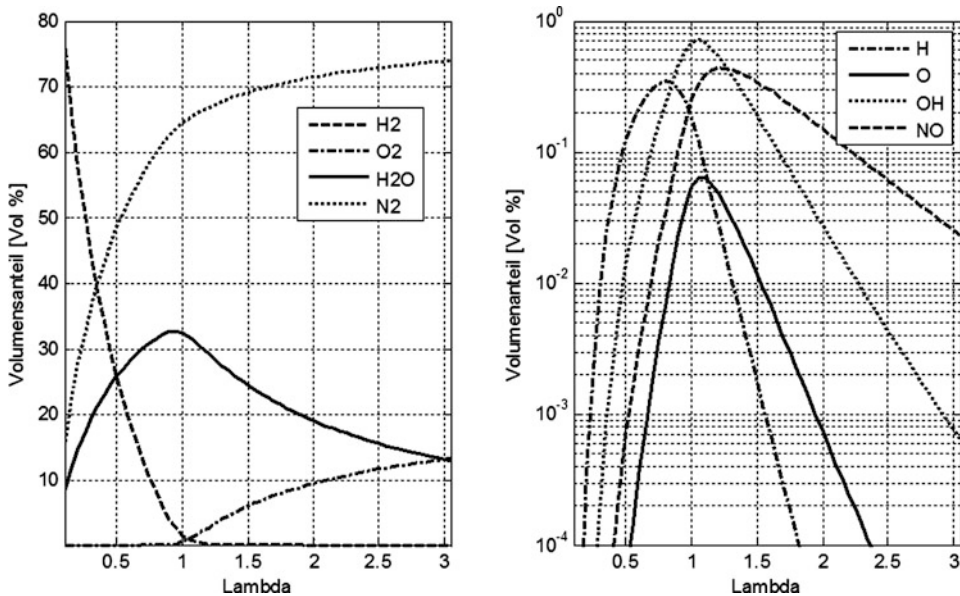 80
70
60
50
40
30
20
10
Volumensanteil [Vol %]
0.5
1
1.5
2
2.5
3
Lambda
H2
O2
H2O
N2
10⁰
10⁻¹
10⁻²
10⁻³
10⁻⁴
Volumenanteil [Vol %]
0.5
1
1.5
2
2.5
3
Lambda
H
O
OH
NO